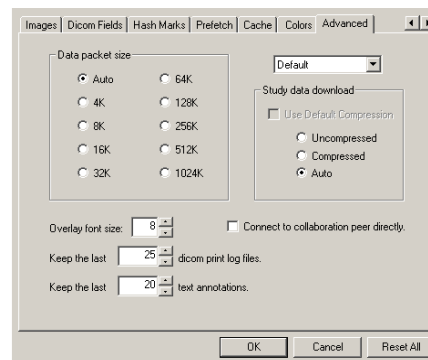 Images Dicom Fields Hash Marks Prefetch Cache Colors Advanced
Data packet size
Auto 64K
4K 128K
8K 256K
16K 512K
32K 1024K
Default
Study data download
Use Default Compression
Uncompressed
Compressed
Auto
Overlay font size: 8
Connect to collaboration peer directly.
Keep the last 25 dicom print log files.
Keep the last 20 text annotations.
OK Cancel Reset All